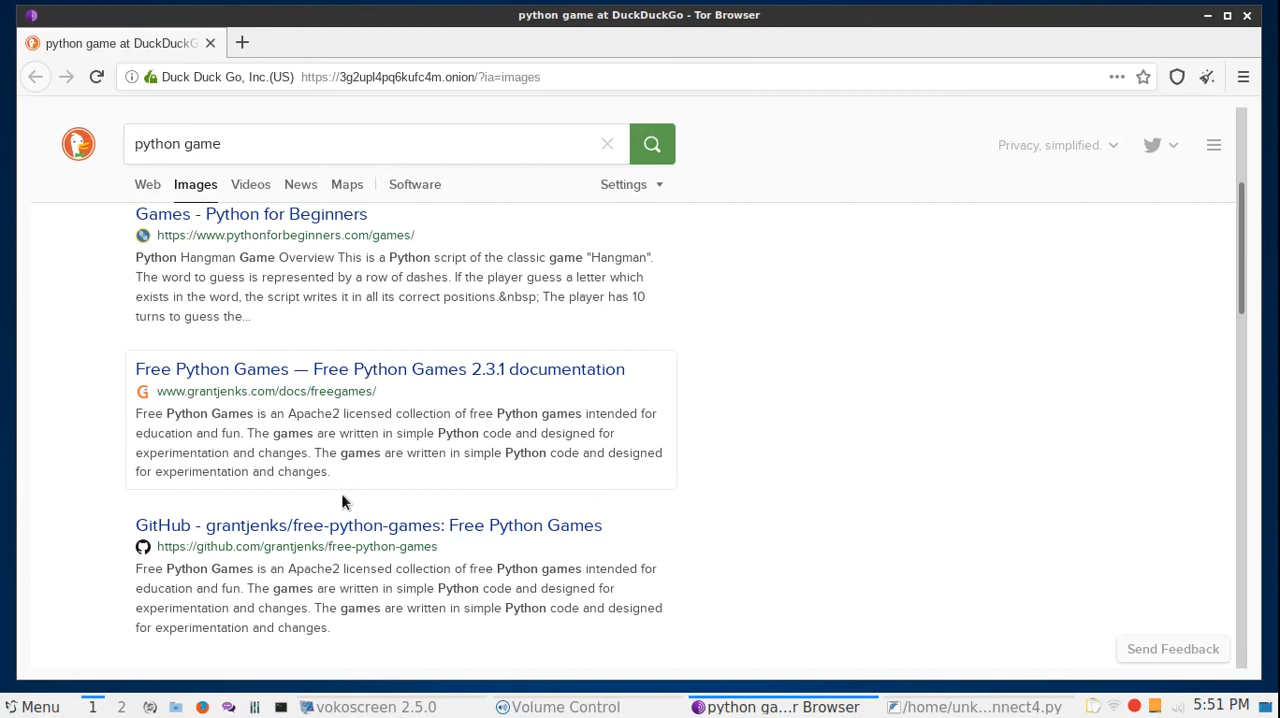 python game at DuckDuckGo - Tor Browser
python game at DuckDuckG
Duck Duck Go, Inc.(US) https://3g2upl4pq6kufc4m.onion/?ia=images
python game
Privacy, simplified.
Web Images Videos News Maps Software Settings
Games - Python for Beginners
https://www.pythonforbeginners.com/games/
Python Hangman Game Overview This is a Python script of the classic game "Hangman".
The word to guess is represented by a row of dashes. If the player guess a letter which
exists in the word, the script writes it in all its correct positions.&nbsp; The player has 10
turns to guess the...
Free Python Games — Free Python Games 2.3.1 documentation
www.grantjenks.com/docs/freegames/
Free Python Games is an Apache2 licensed collection of free Python games intended for
education and fun. The games are written in simple Python code and designed for
experimentation and changes. The games are written in simple Python code and designed
for experimentation and changes.
GitHub - grantjenks/free-python-games: Free Python Games
https://github.com/grantjenks/free-python-games
Free Python Games is an Apache2 licensed collection of free Python games intended for
education and fun. The games are written in simple Python code and designed for
experimentation and changes. The games are written in simple Python code and designed
for experimentation and changes.
Send Feedback
Menu 1 2 vokoscreen 2.5.0 Volume Control python ga...r Browser /home/unk...nnect4.py 5:51 PM